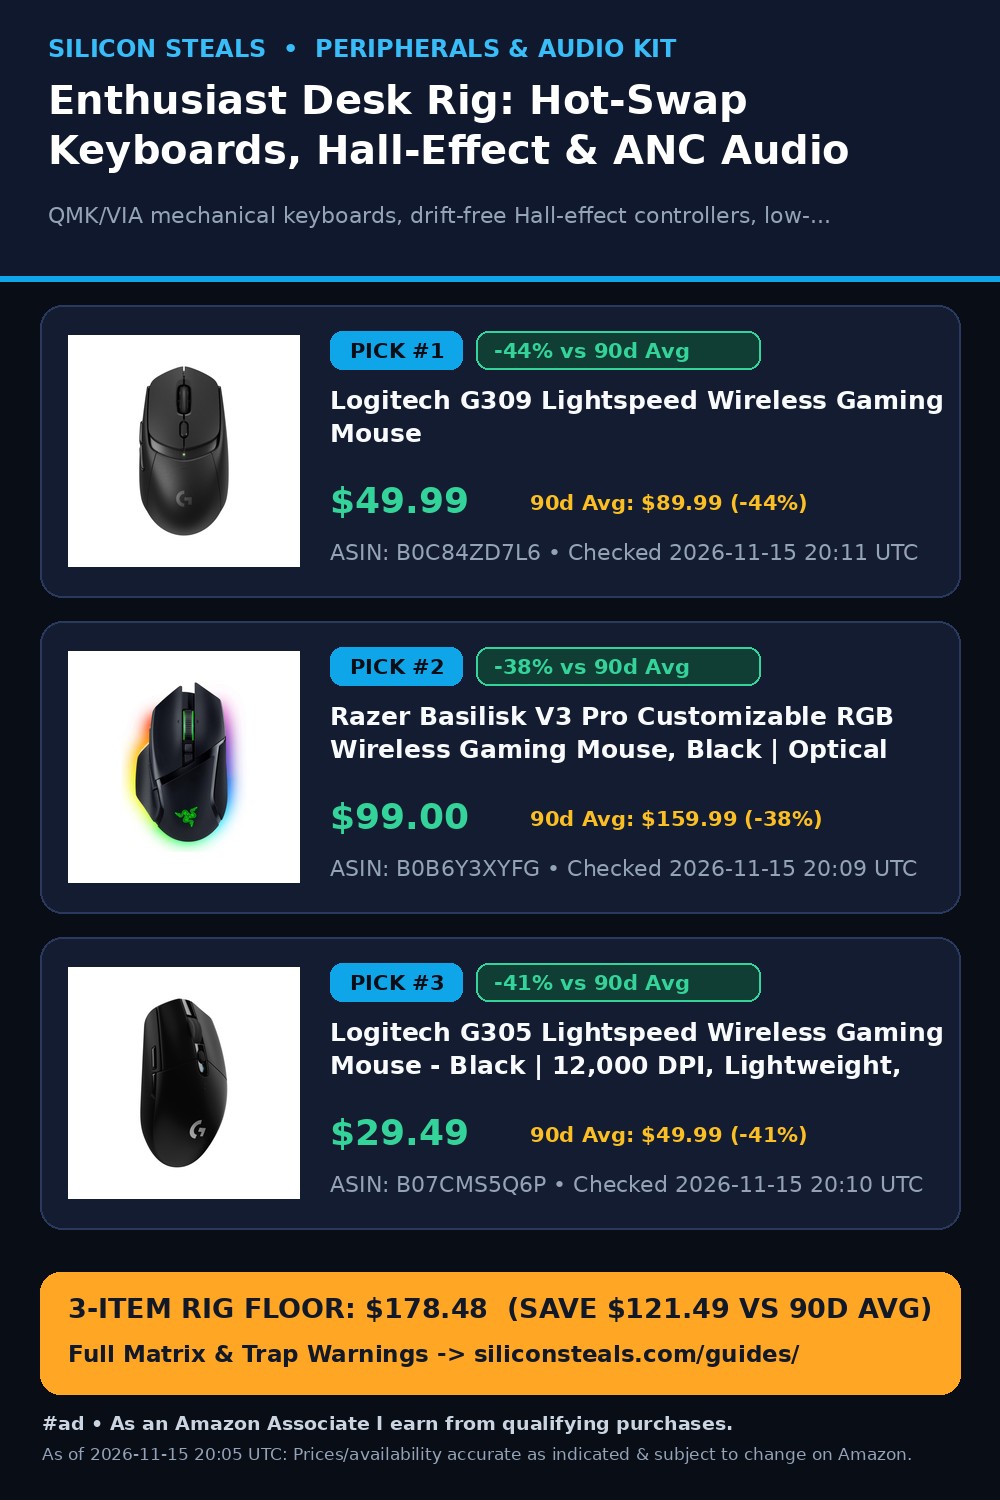 SILICON STEALS • PERIPHERALS & AUDIO KIT
Enthusiast Desk Rig: Hot-Swap
Keyboards, Hall-Effect & ANC Audio
QMK/VIA mechanical keyboards, drift-free Hall-effect controllers, low-...
PICK #1
-44% vs 90d Avg
Logitech G309 Lightspeed Wireless Gaming
Mouse
$49.99
90d Avg: $89.99 (-44%)
ASIN: B0C84ZD7L6 • Checked 2026-11-15 20:11 UTC
PICK #2
-38% vs 90d Avg
Razer Basilisk V3 Pro Customizable RGB
Wireless Gaming Mouse, Black | Optical
$99.00
90d Avg: $159.99 (-38%)
ASIN: B0B6Y3XYFG • Checked 2026-11-15 20:09 UTC
PICK #3
-41% vs 90d Avg
Logitech G305 Lightspeed Wireless Gaming
Mouse - Black | 12,000 DPI, Lightweight,
$29.49
90d Avg: $49.99 (-41%)
ASIN: B07CMS5Q6P • Checked 2026-11-15 20:10 UTC
3-ITEM RIG FLOOR: $178.48 (SAVE $121.49 VS 90D AVG)
Full Matrix & Trap Warnings -> siliconsteals.com/guides/
#ad • As an Amazon Associate I earn from qualifying purchases.
As of 2026-11-15 20:05 UTC: Prices/availability accurate as indicated & subject to change on Amazon.